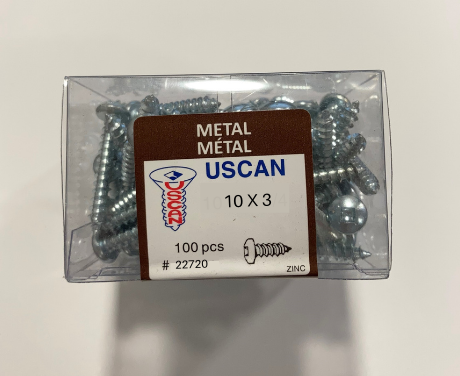 METAL
MÉTAL
USCAN
USCAN
10 X 3
100 pcs
# 22720
ZINC